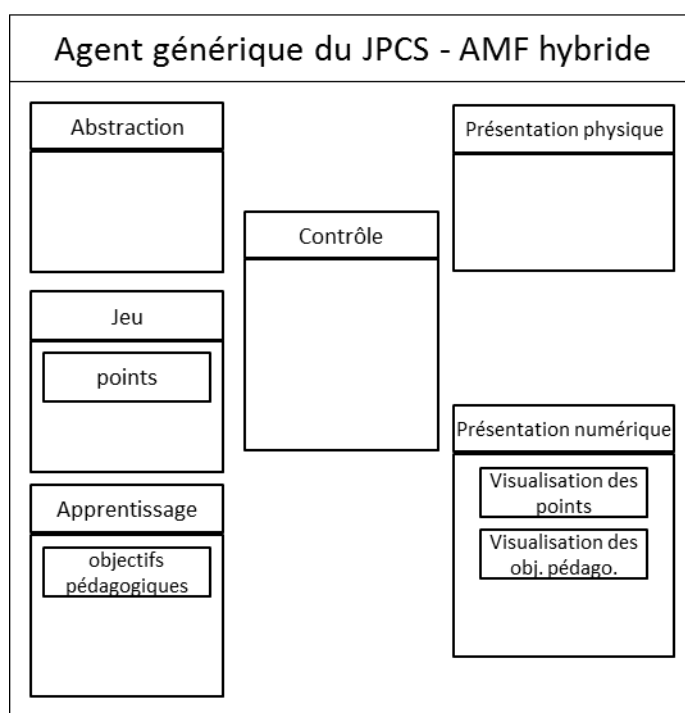 Agent générique du JPCS - AMF hybride
Abstraction
Présentation physique
Contrôle
Jeu
points
Présentation numérique
Visualisation des
points
Visualisation des
obj. pédago.
Apprentissage
objectifs
pédagogiques